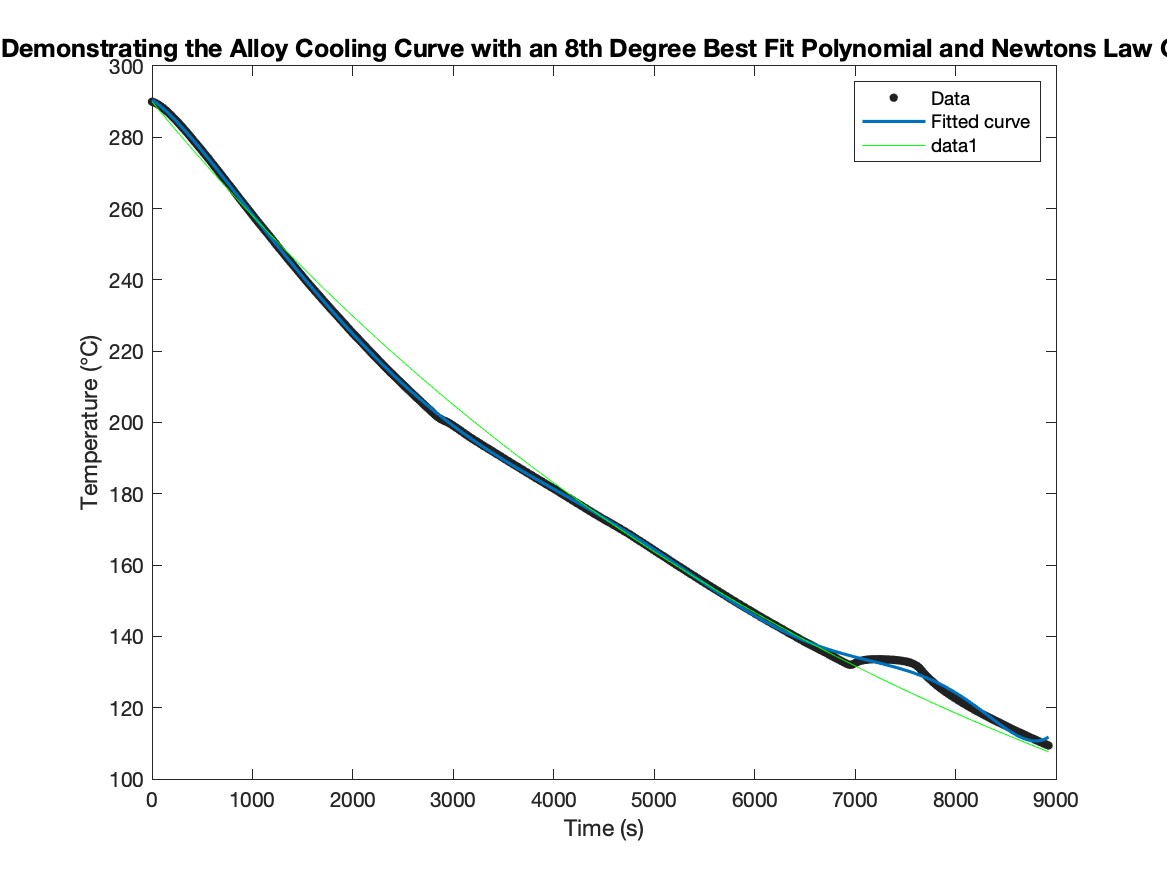 Demonstrating the Alloy Cooling Curve with an 8th Degree Best Fit Polynomial and Newtons Law
300
280
260
240
220
200
180
160
140
120
100
Temperature (°C)
Data
Fitted curve
data1
0 1000 2000 3000 4000 5000 6000 7000 8000 9000
Time (s)